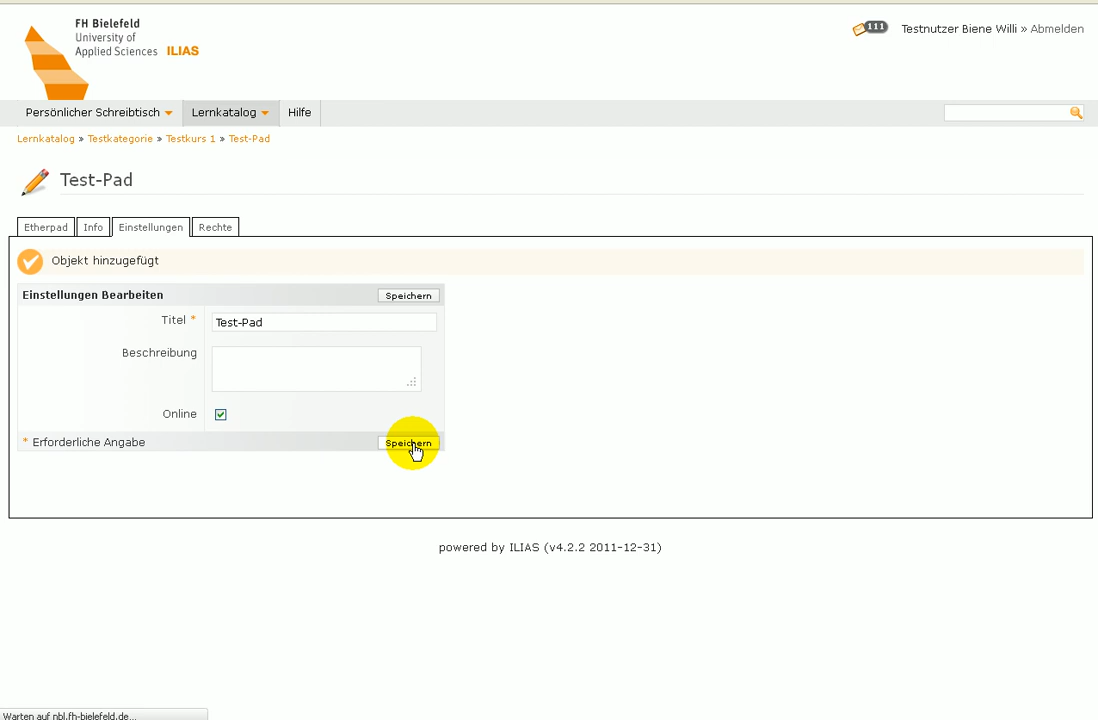 FH Bielefeld
University of
Applied Sciences ILIAS
111 Testnutzer Biene Willi » Abmelden
Persönlicher Schreibtisch Lernkatalog Hilfe
Lernkatalog » Testkategorie » Testkurs 1 » Test-Pad
Test-Pad
Etherpad Info Einstellungen Rechte
Objekt hinzugefügt
Einstellungen Bearbeiten Speichern
Titel * Test-Pad
Beschreibung
Online
* Erforderliche Angabe Speichern
powered by ILIAS (v4.2.2 2011-12-31)
Warten auf nbl.fh-bielefeld.de...